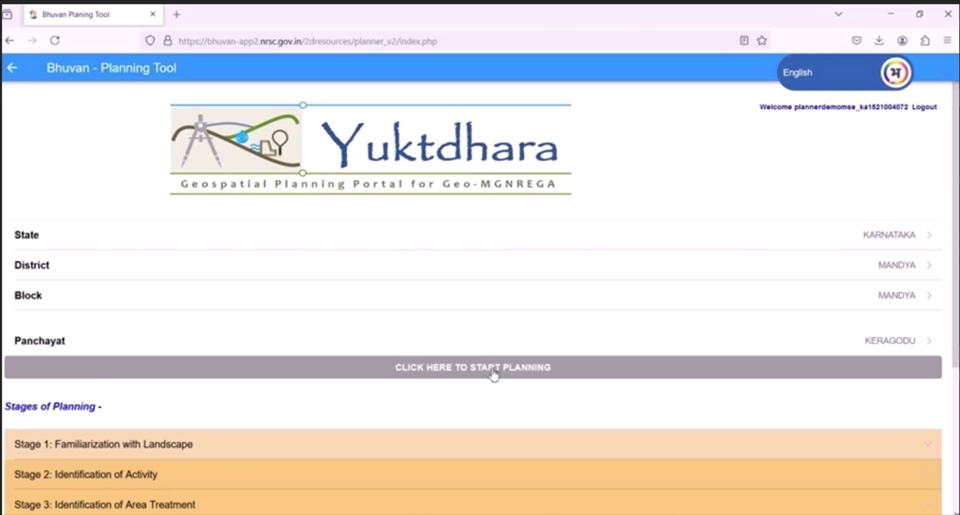 Bhuvan Planing Tool
https://bhuvan-app2.nrsc.gov.in/2dresources/planner_v2/index.php
Bhuvan - Planning Tool
English
अ
Welcome plannerdemomse_ka1521004072 Logout
Yuktdhara
Geospatial Planning Portal for Geo-MGNREGA
State KARNATAKA
District MANDYA
Block MANDYA
Panchayat KERAGODU
CLICK HERE TO START PLANNING
Stages of Planning -
Stage 1: Familiarization with Landscape
Stage 2: Identification of Activity
Stage 3: Identification of Area Treatment